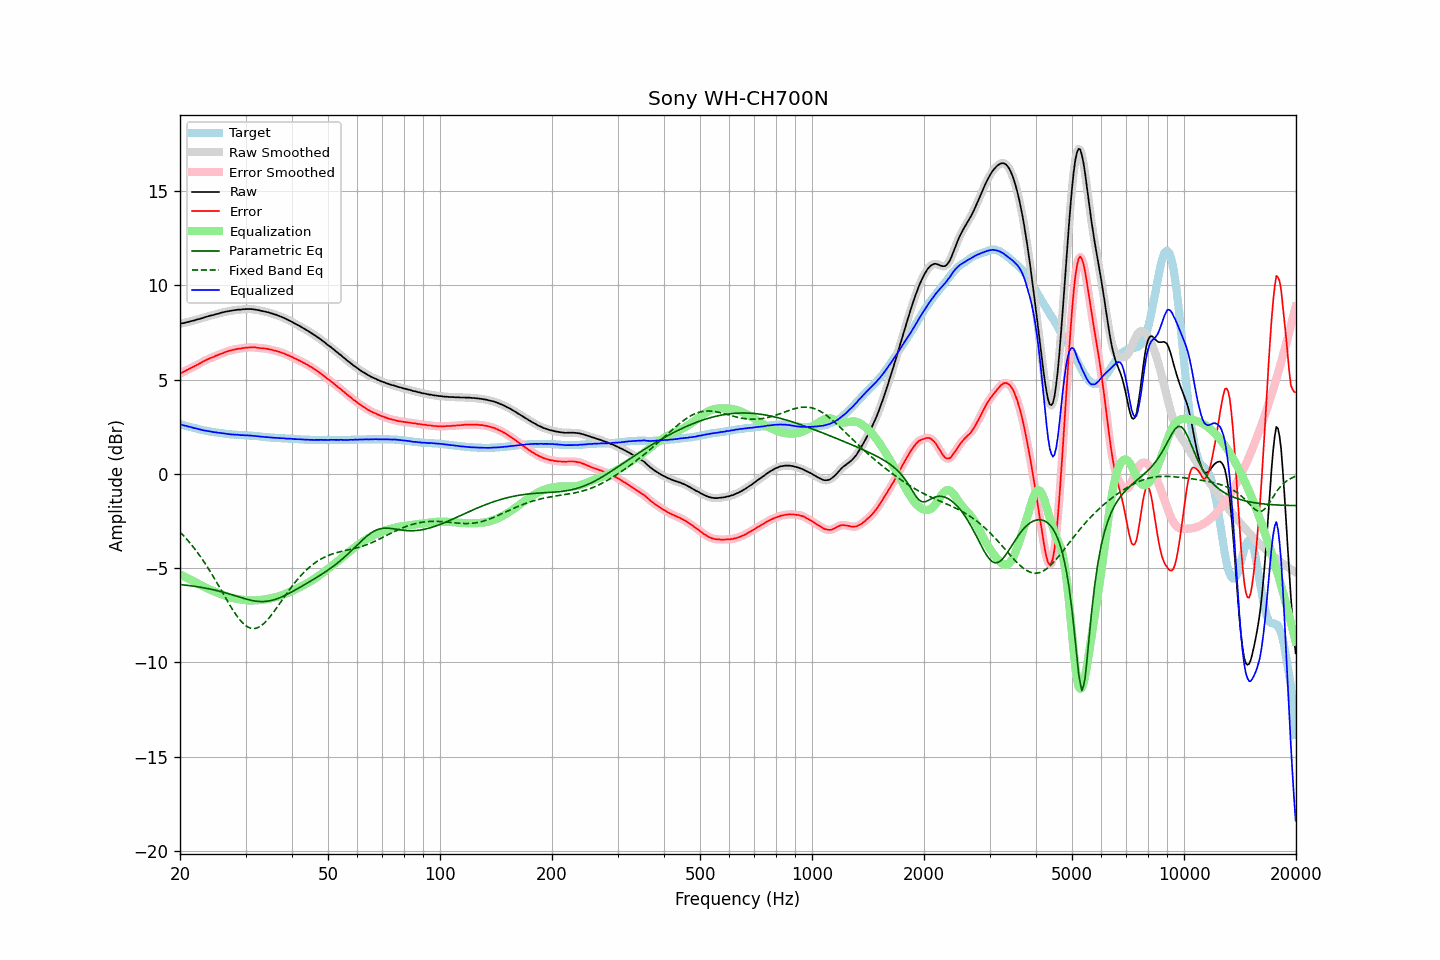 Sony WH-CH700N
Target
Raw Smoothed
Error Smoothed
Raw
Error
Equalization
Parametric Eq
Fixed Band Eq
Equalized
Amplitude (dBr)
15
10
5
0
−5
−10
−15
−20
20 50 100 200 500 1000 2000 5000 10000 20000
Frequency (Hz)